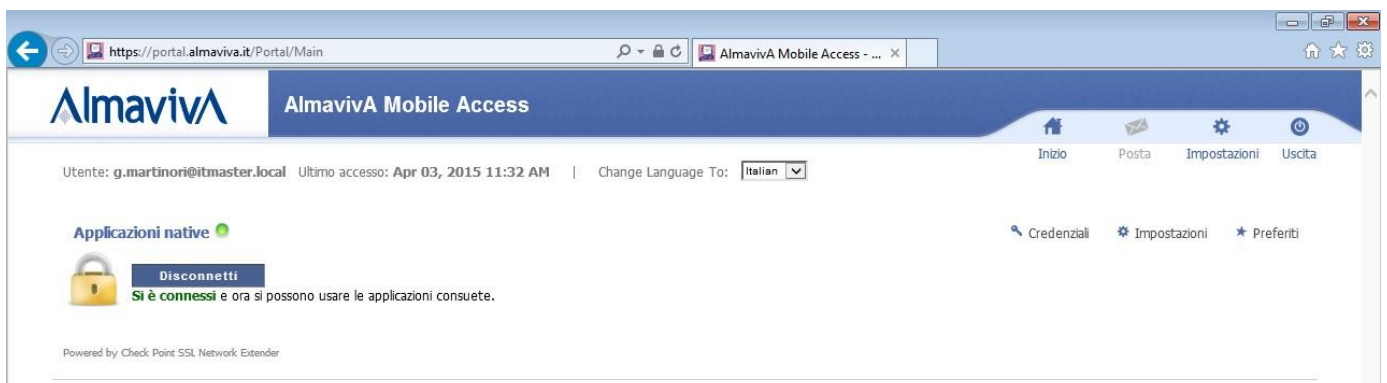 https://portal.almaviva.it/Portal/Main
AlmavivA Mobile Access - ...
AlmavivA
AlmavivA Mobile Access
Inizio
Posta
Impostazioni
Uscita
Utente: g.martinori@itmaster.local Ultimo accesso: Apr 03, 2015 11:32 AM | Change Language To: Italian
Applicazioni native
Credenziali
Impostazioni
Preferiti
Disconnetti
Si è connessi e ora si possono usare le applicazioni consuete.
Powered by Check Point SSL Network Extender